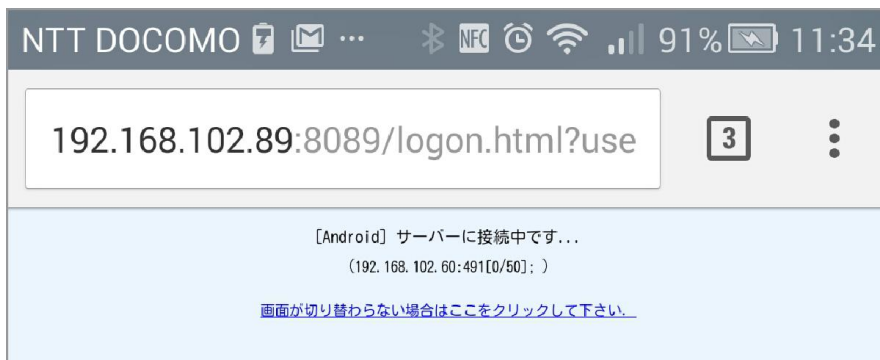 NTT DOCOMO ... NFC 91% 11:34
192.168.102.89:8089/logon.html?use 3
[Android] サーバーに接続中です...
(192.168.102.60:491[0/50]; )
画面が切り替わらない場合はここをクリックして下さい.